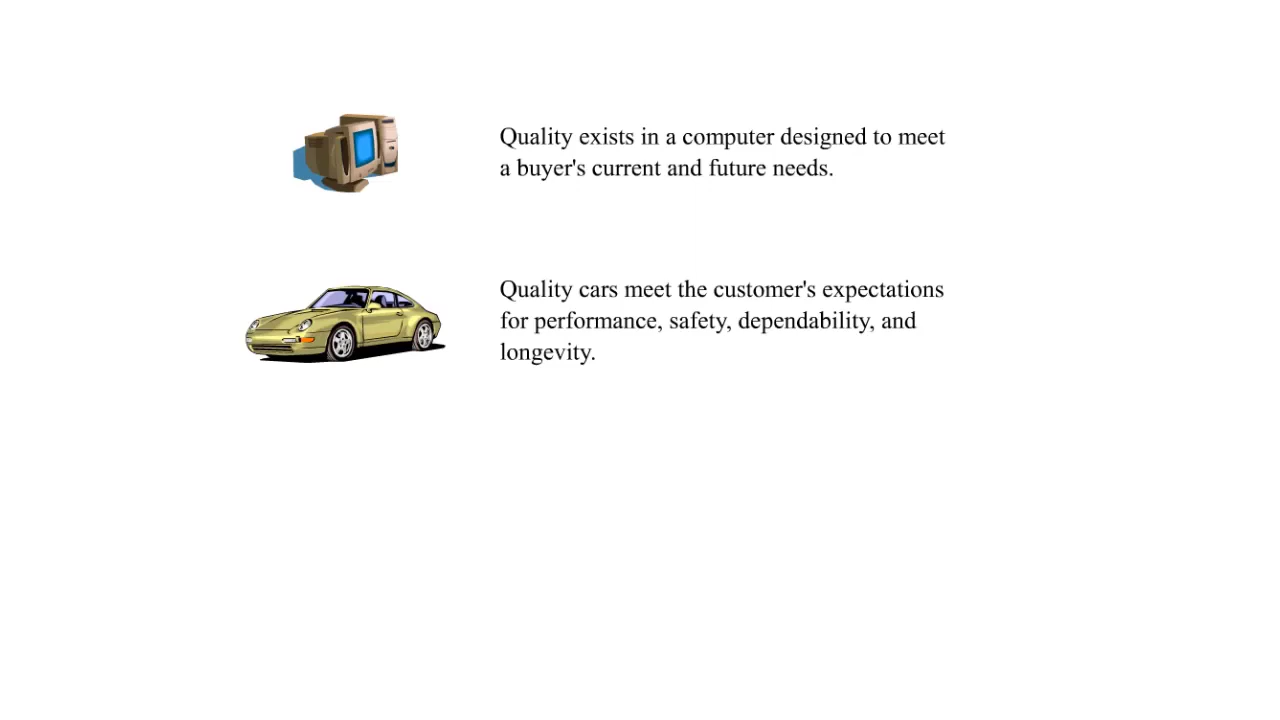 Quality exists in a computer designed to meet
a buyer's current and future needs.
Quality cars meet the customer's expectations
for performance, safety, dependability, and
longevity.